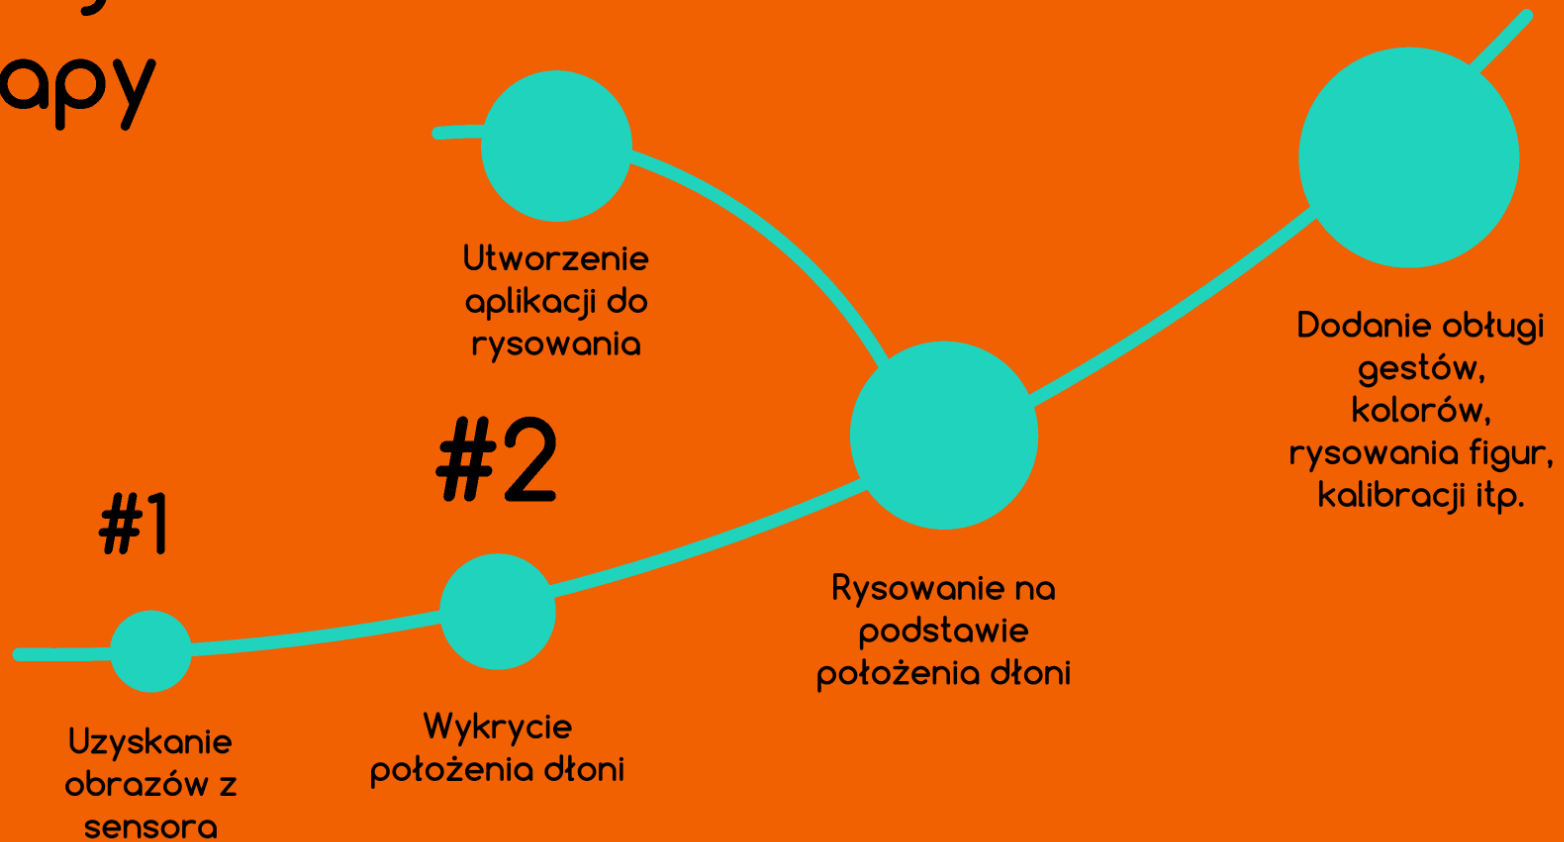 apy
Utworzenie
aplikacji do
rysowania
#2
#1
Uzyskanie
obrazów z
sensora
Wykrycie
położenia dłoni
Rysowanie na
podstawie
położenia dłoni
Dodanie obługi
gestów,
kolorów,
rysowania figur,
kalibracji itp.